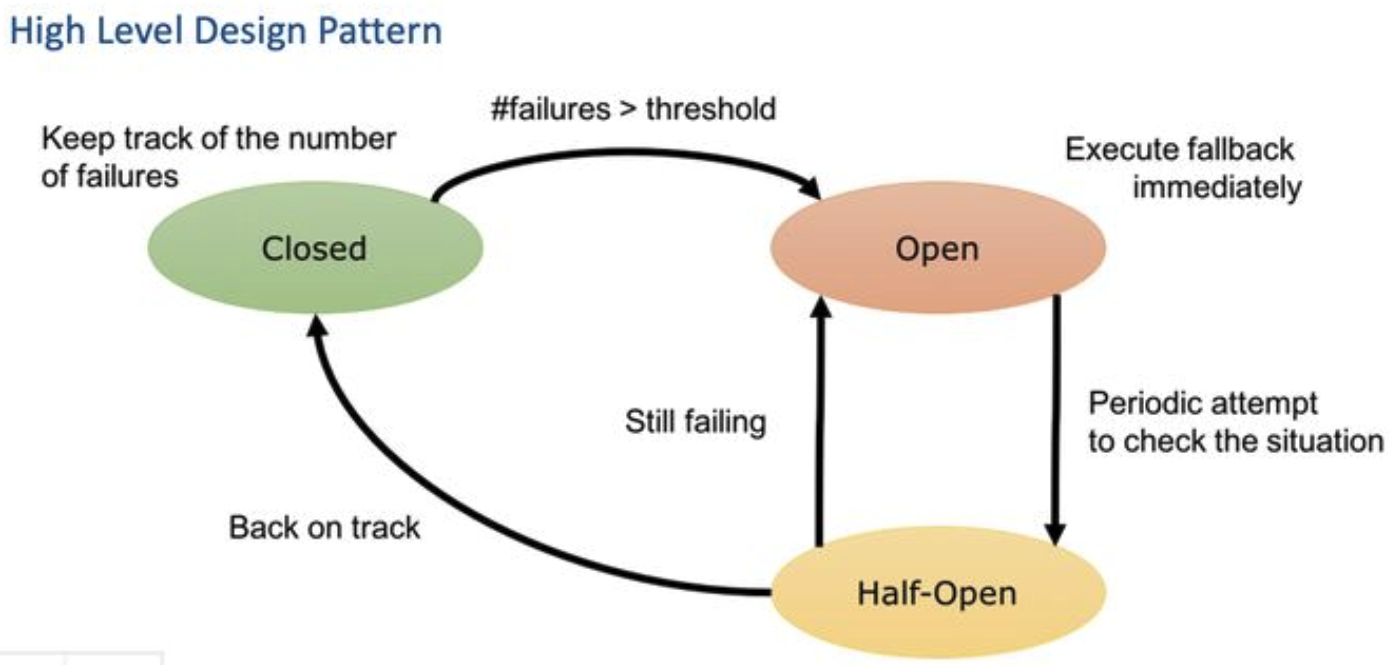 High Level Design Pattern
#failures > threshold
Keep track of the number
of failures
Execute fallback
immediately
Closed
Open
Still failing
Periodic attempt
to check the situation
Back on track
Half-Open